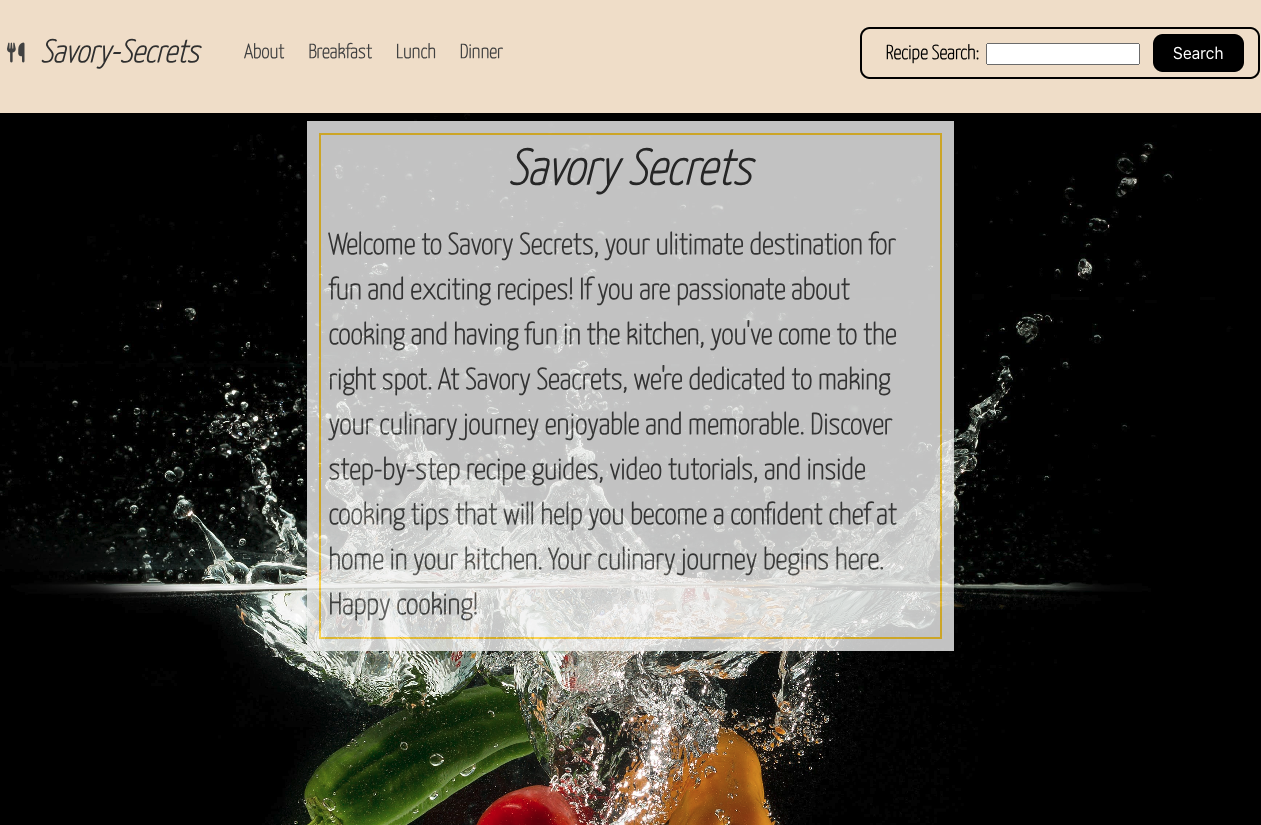 Savory-Secrets About Breakfast Lunch Dinner Recipe Search: Search
Savory Secrets
Welcome to Savory Secrets, your ulitimate destination for
fun and exciting recipes! If you are passionate about
cooking and having fun in the kitchen, you've come to the
right spot. At Savory Seacrets, we're dedicated to making
your culinary journey enjoyable and memorable. Discover
step-by-step recipe guides, video tutorials, and inside
cooking tips that will help you become a confident chef at
home in your kitchen. Your culinary journey begins here.
Happy cooking!